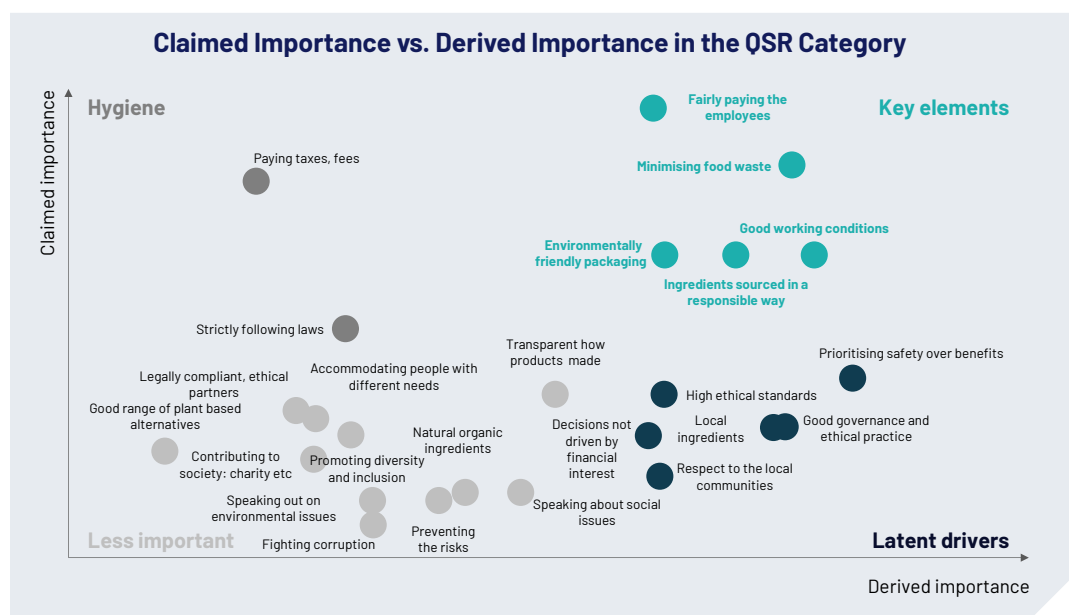 Claimed Importance vs. Derived Importance in the QSR Category
Claimed importance
Hygiene
Key elements
Fairly paying the
employees
Paying taxes, fees
Minimising food waste
Good working conditions
Environmentally
friendly packaging
Ingredients sourced in a
responsible way
Strictly following laws
Transparent how
products made
Prioritising safety over benefits
Accommodating people with
different needs
Legally compliant, ethical
partners
High ethical standards
Good range of plant based
alternatives
Decisions not
driven by
financial
interest
Local
ingredients
Good governance and
ethical practice
Natural organic
ingredients
Contributing to
society: charity etc
Promoting diversity
and inclusion
Respect to the local
communities
Speaking out on
environmental issues
Speaking about social
issues
Preventing
the risks
Fighting corruption
Less important
Latent drivers
Derived importance